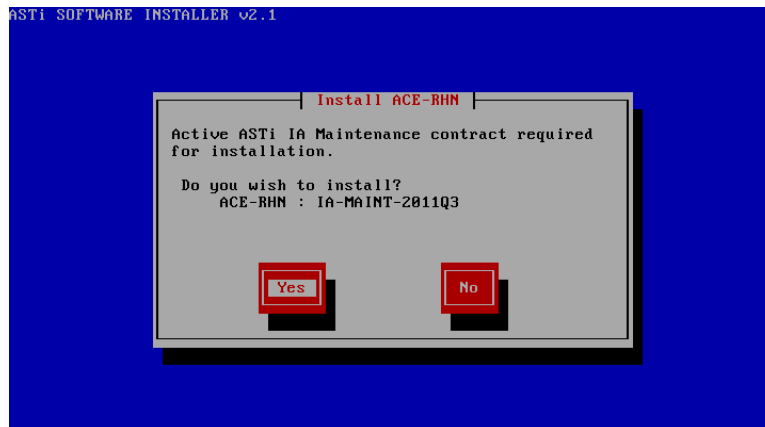 ASTi SOFTWARE INSTALLER v2.1
Install ACE-RHN
Active ASTi IA Maintenance contract required
for installation.
Do you wish to install?
ACE-RHN : IA-MAINT-2011Q3
Yes
No